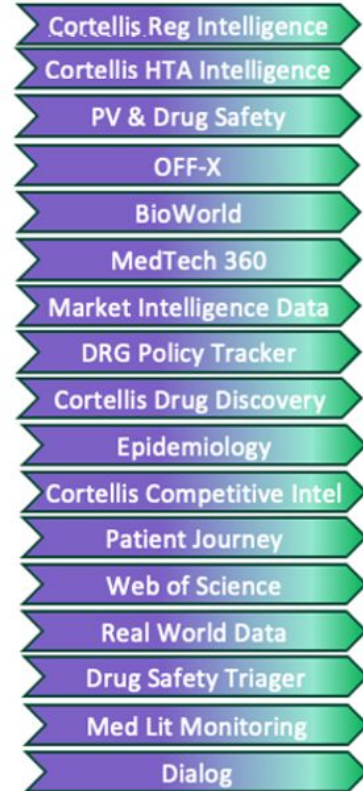 Cortellis Reg Intelligence
Cortellis HTA Intelligence
PV & Drug Safety
OFF-X
BioWorld
MedTech 360
Market Intelligence Data
DRG Policy Tracker
Cortellis Drug Discovery
Epidemiology
Cortellis Competitive Intel
Patient Journey
Web of Science
Real World Data
Drug Safety Triager
Med Lit Monitoring
Dialog